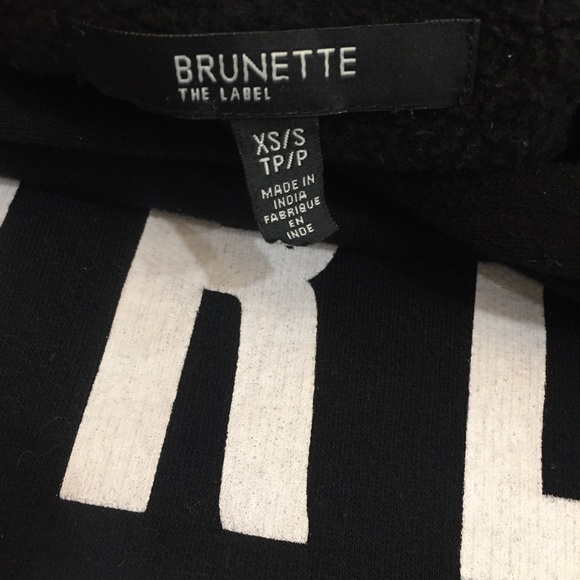 BRUNETTE
THE LABEL
XS/S
TP/P
MADE IN
INDIA
FABRIQUE
EN
INDE
R